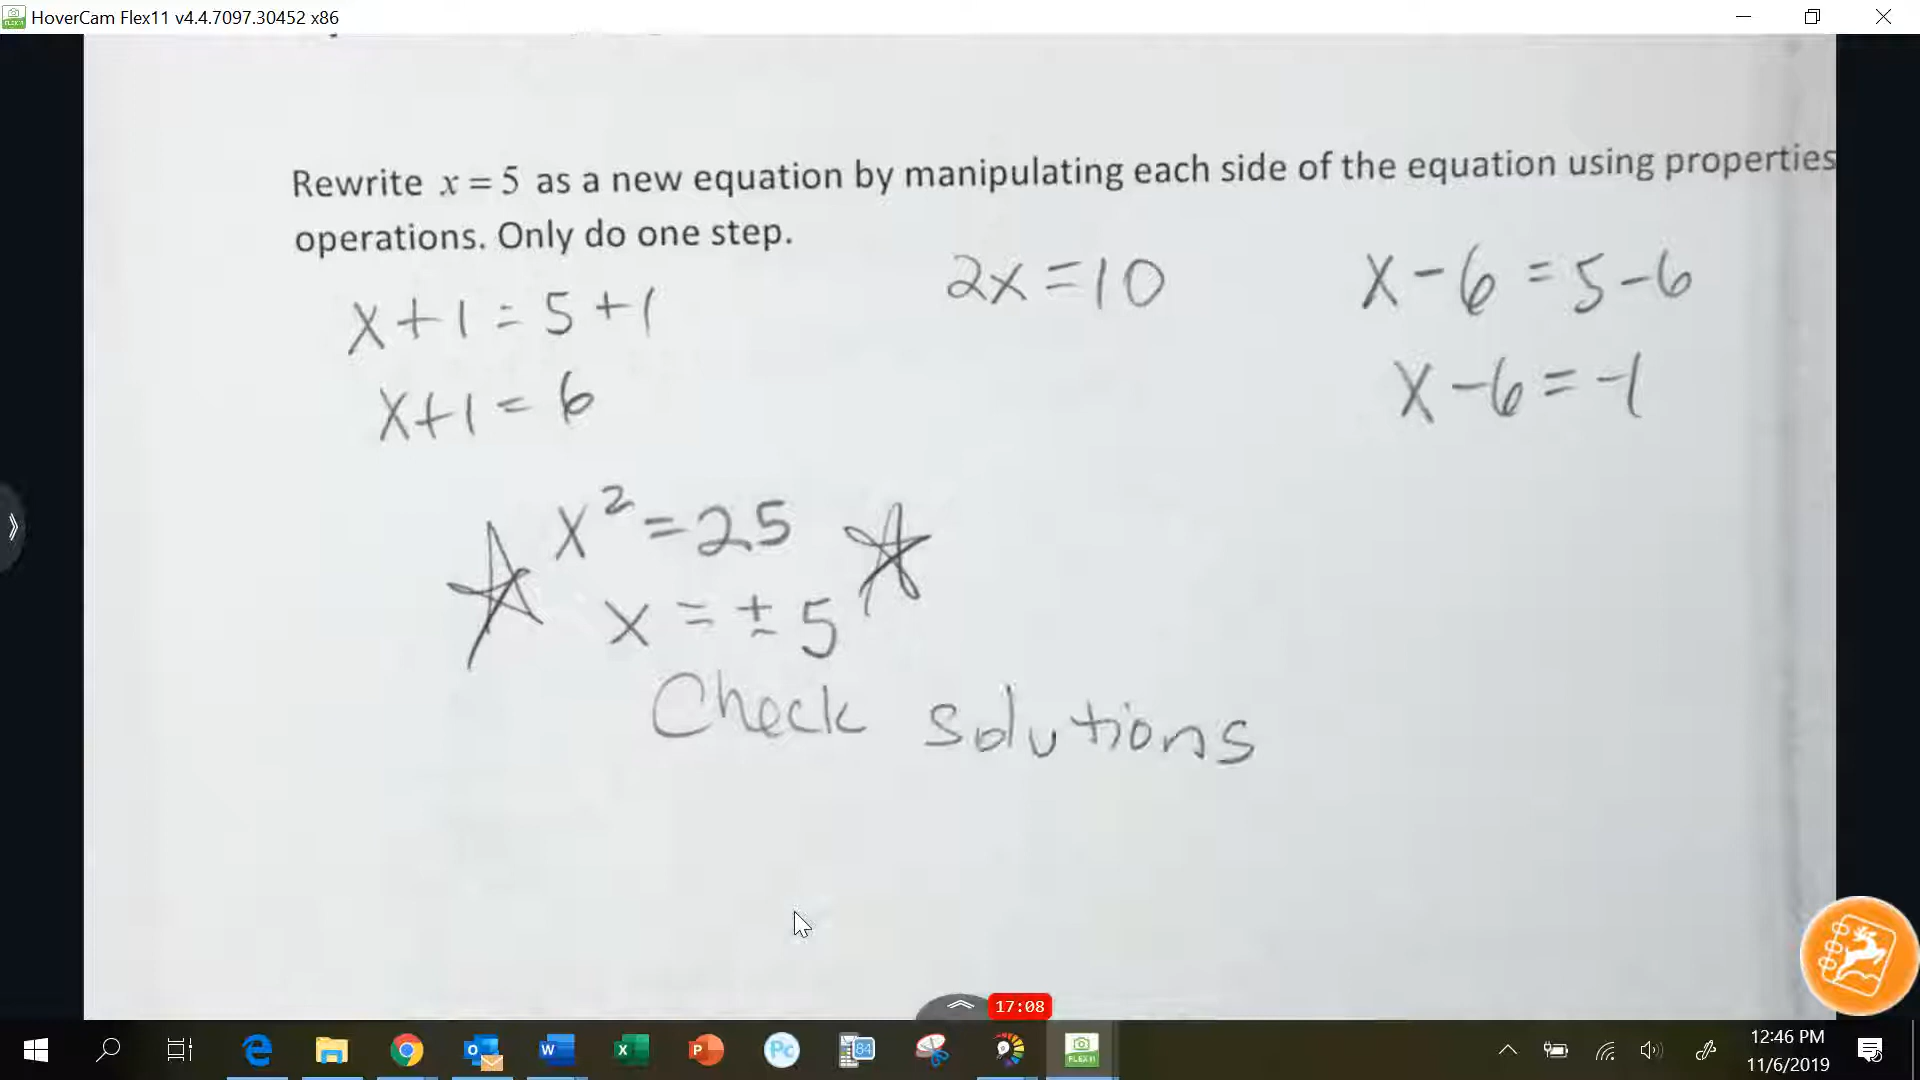 HoverCam Flex11 v4.4.7097.30452 x86
Rewrite x = 5 as a new equation by manipulating each side of the equation using properties
operations. Only do one step.
x+1 = 5+1
2x = 10
x-6 = 5-6
x+1 = 6
x-6 = -1
x² = 25
x = ± 5
Check solutions
17:08
12:46 PM
11/6/2019